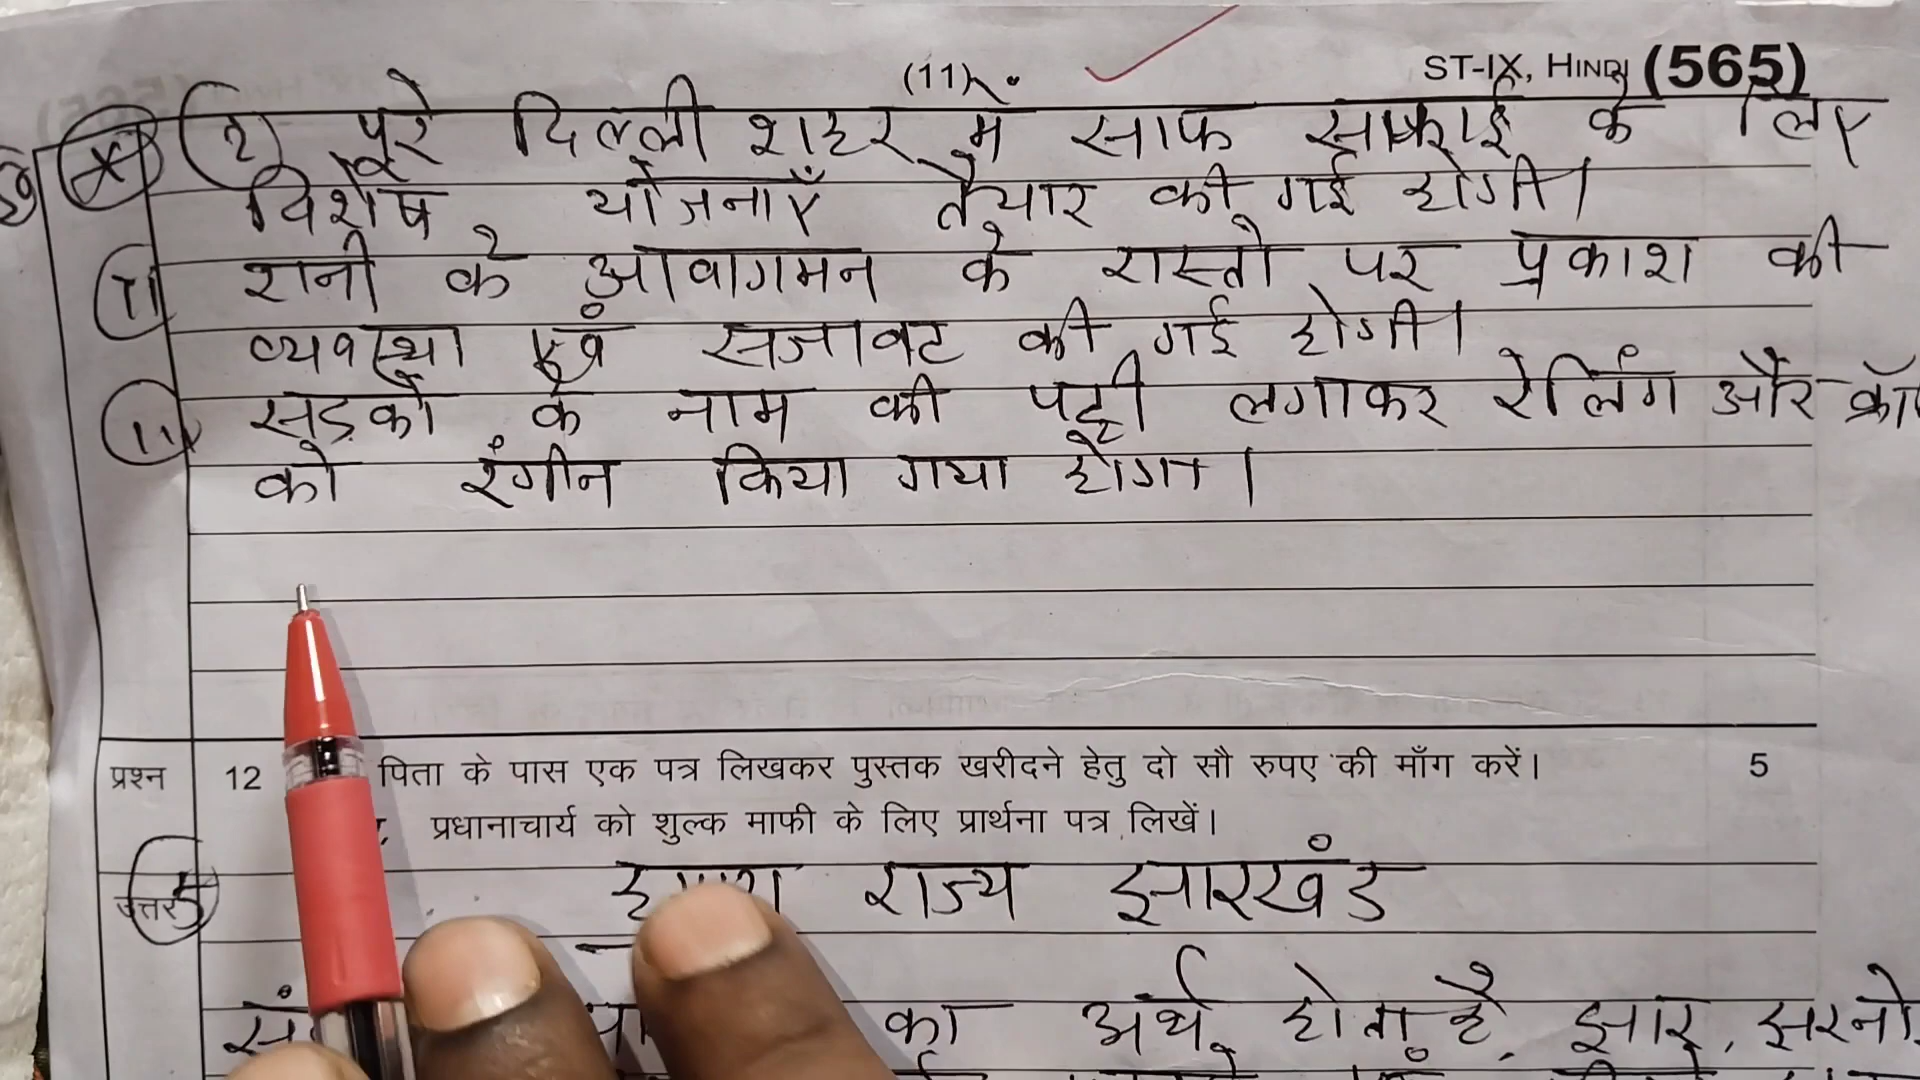 (11)
ST-IX, HINDI (565)
पूरे दिल्ली शहर में साफ सफाई के लिए
विशेष योजनाएँ तैयार की गई होगी।
रानी के आवागमन के रास्तो पर प्रकाश की
व्यवस्था एवं सजावट की गई होगी।
सड़को के नाम की पट्टी लगाकर रेलिंग और
को रंगीन किया गया होगा।
प्रश्न 12 पिता के पास एक पत्र लिखकर पुस्तक खरीदने हेतु दो सौ रुपए की माँग करें। 5
प्रधानाचार्य को शुल्क माफी के लिए प्रार्थना पत्र लिखें।
उत्तर 5 राज्य झारखंड
का अर्थ होता है, झार, झरनो